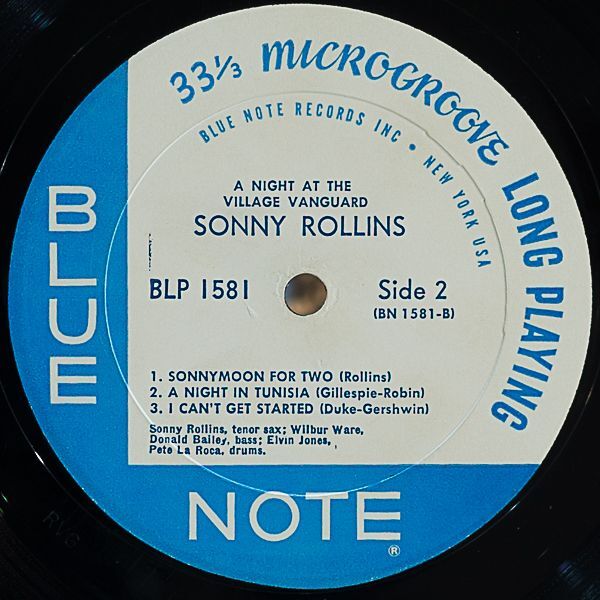 33⅓ MICROGROOVE LONG PLAYING
BLUE NOTE RECORDS INC • NEW YORK USA
A NIGHT AT THE
VILLAGE VANGUARD
SONNY ROLLINS
BLP 1581 Side 2
(BN 1581-B)
1. SONNYMOON FOR TWO (Rollins)
2. A NIGHT IN TUNISIA (Gillespie-Robin)
3. I CAN'T GET STARTED (Duke-Gershwin)
Sonny Rollins, tenor sax; Wilbur Ware,
Donald Bailey, bass; Elvin Jones,
Pete La Roca, drums.
BLUE
NOTE®
RVG